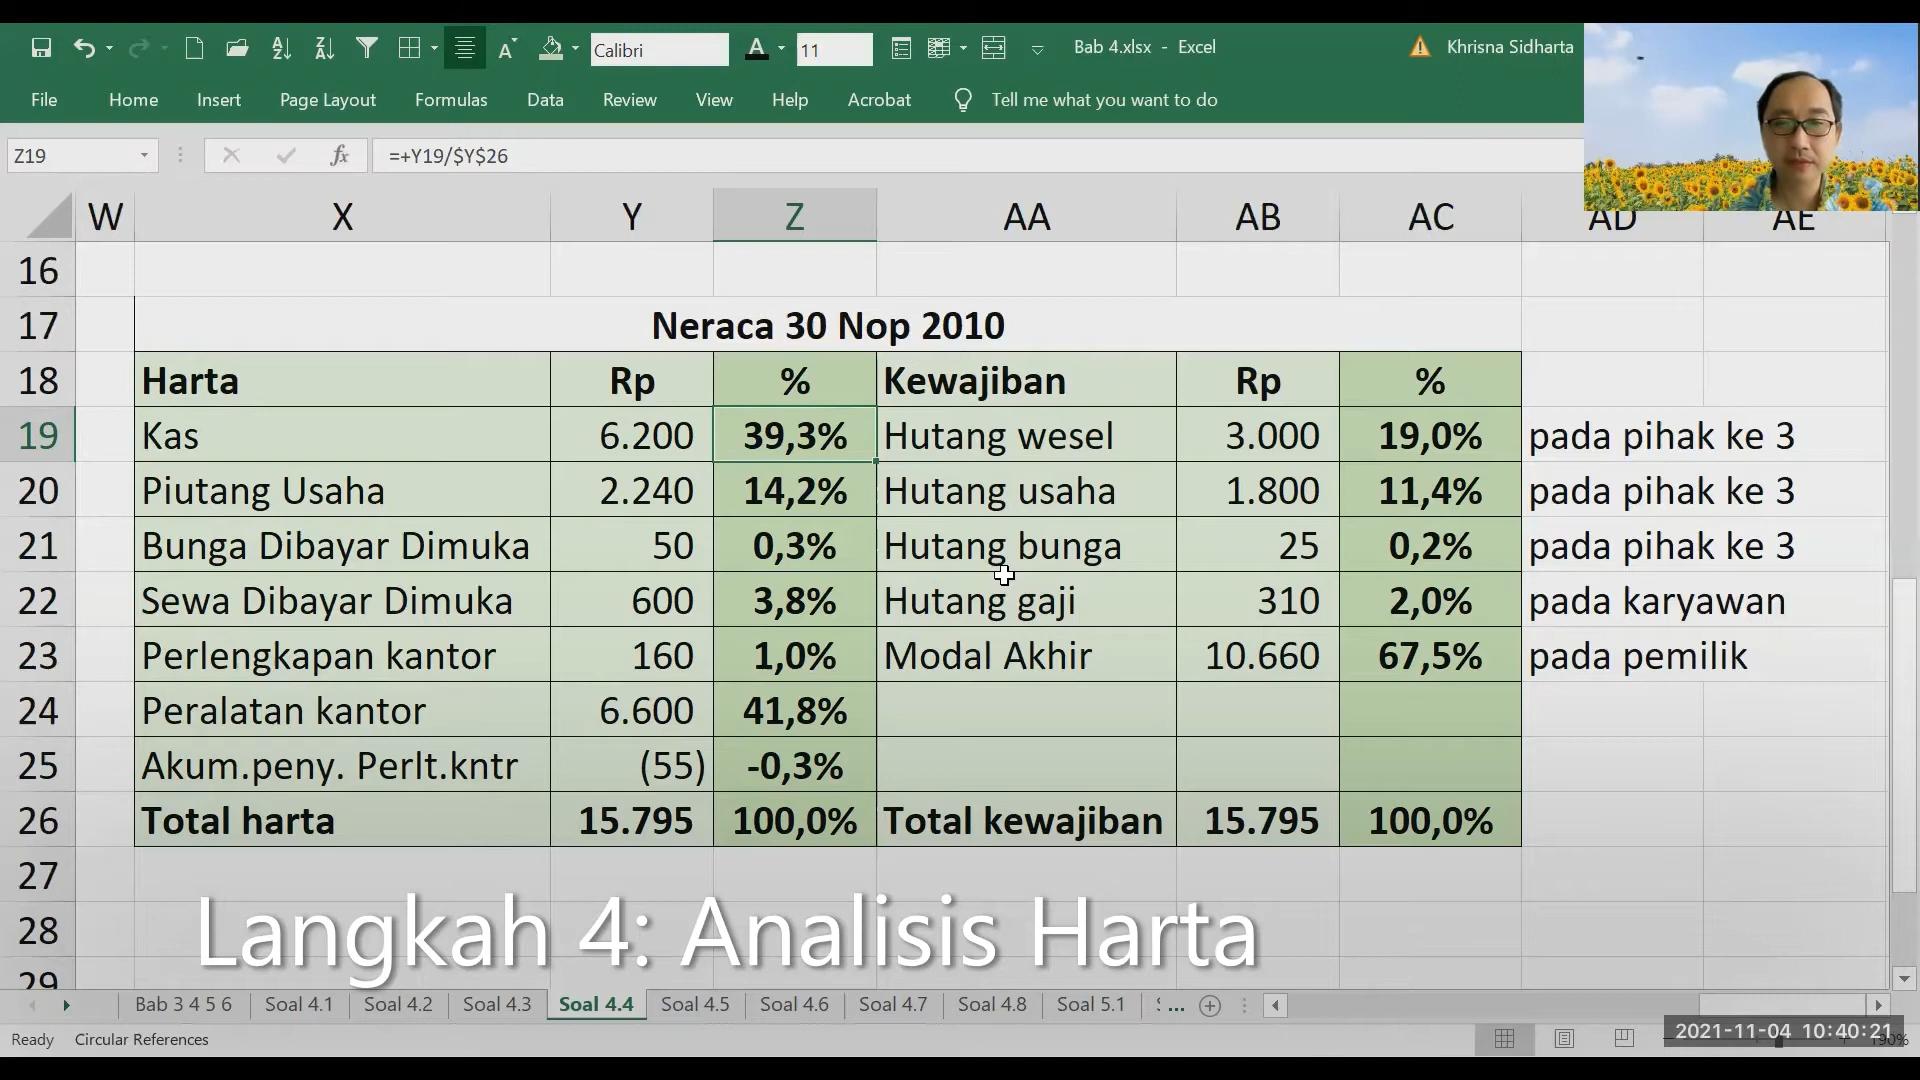 Calibri
A
11
Bab 4.xlsx - Excel
Khrisna Sidharta
File Home Insert Page Layout Formulas Data Review View Help Acrobat Tell me what you want to do
Z19
fx
=+Y19/$Y$26
W X Y Z AA AB AC AD AE
16
17 Neraca 30 Nop 2010
18 Harta Rp % Kewajiban Rp %
19 Kas 6.200 39,3% Hutang wesel 3.000 19,0% pada pihak ke 3
20 Piutang Usaha 2.240 14,2% Hutang usaha 1.800 11,4% pada pihak ke 3
21 Bunga Dibayar Dimuka 50 0,3% Hutang bunga 25 0,2% pada pihak ke 3
22 Sewa Dibayar Dimuka 600 3,8% Hutang gaji 310 2,0% pada karyawan
23 Perlengkapan kantor 160 1,0% Modal Akhir 10.660 67,5% pada pemilik
24 Peralatan kantor 6.600 41,8%
25 Akum.peny. Perlt.kntr (55) -0,3%
26 Total harta 15.795 100,0% Total kewajiban 15.795 100,0%
27
28
29
Langkah 4: Analisis Harta
Bab 3 4 5 6 Soal 4.1 Soal 4.2 Soal 4.3 Soal 4.4 Soal 4.5 Soal 4.6 Soal 4.7 Soal 4.8 Soal 5.1 ...
Ready Circular References
2021-11-04 10:40:21